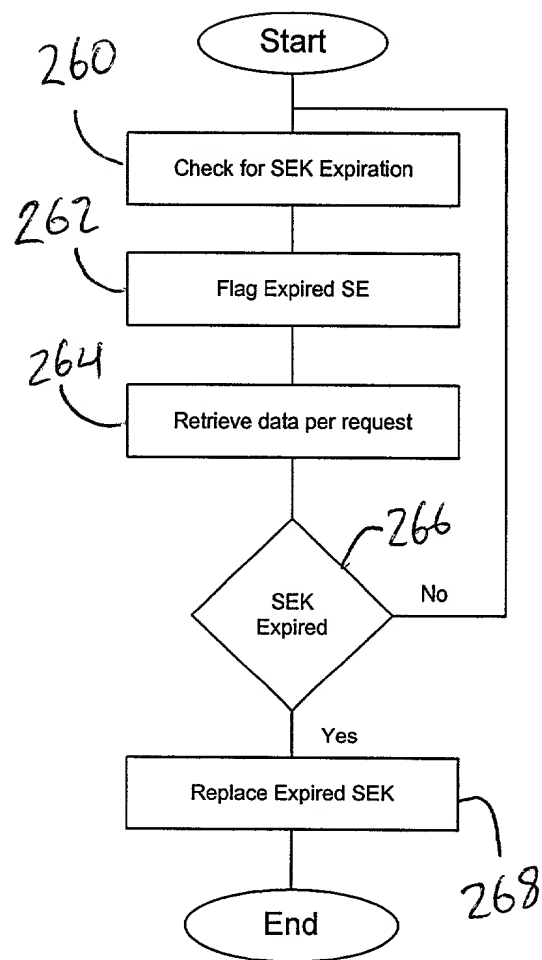 Start
260
Check for SEK Expiration
262
Flag Expired SE
264
Retrieve data per request
266
SEK
Expired
No
Yes
Replace Expired SEK
268
End